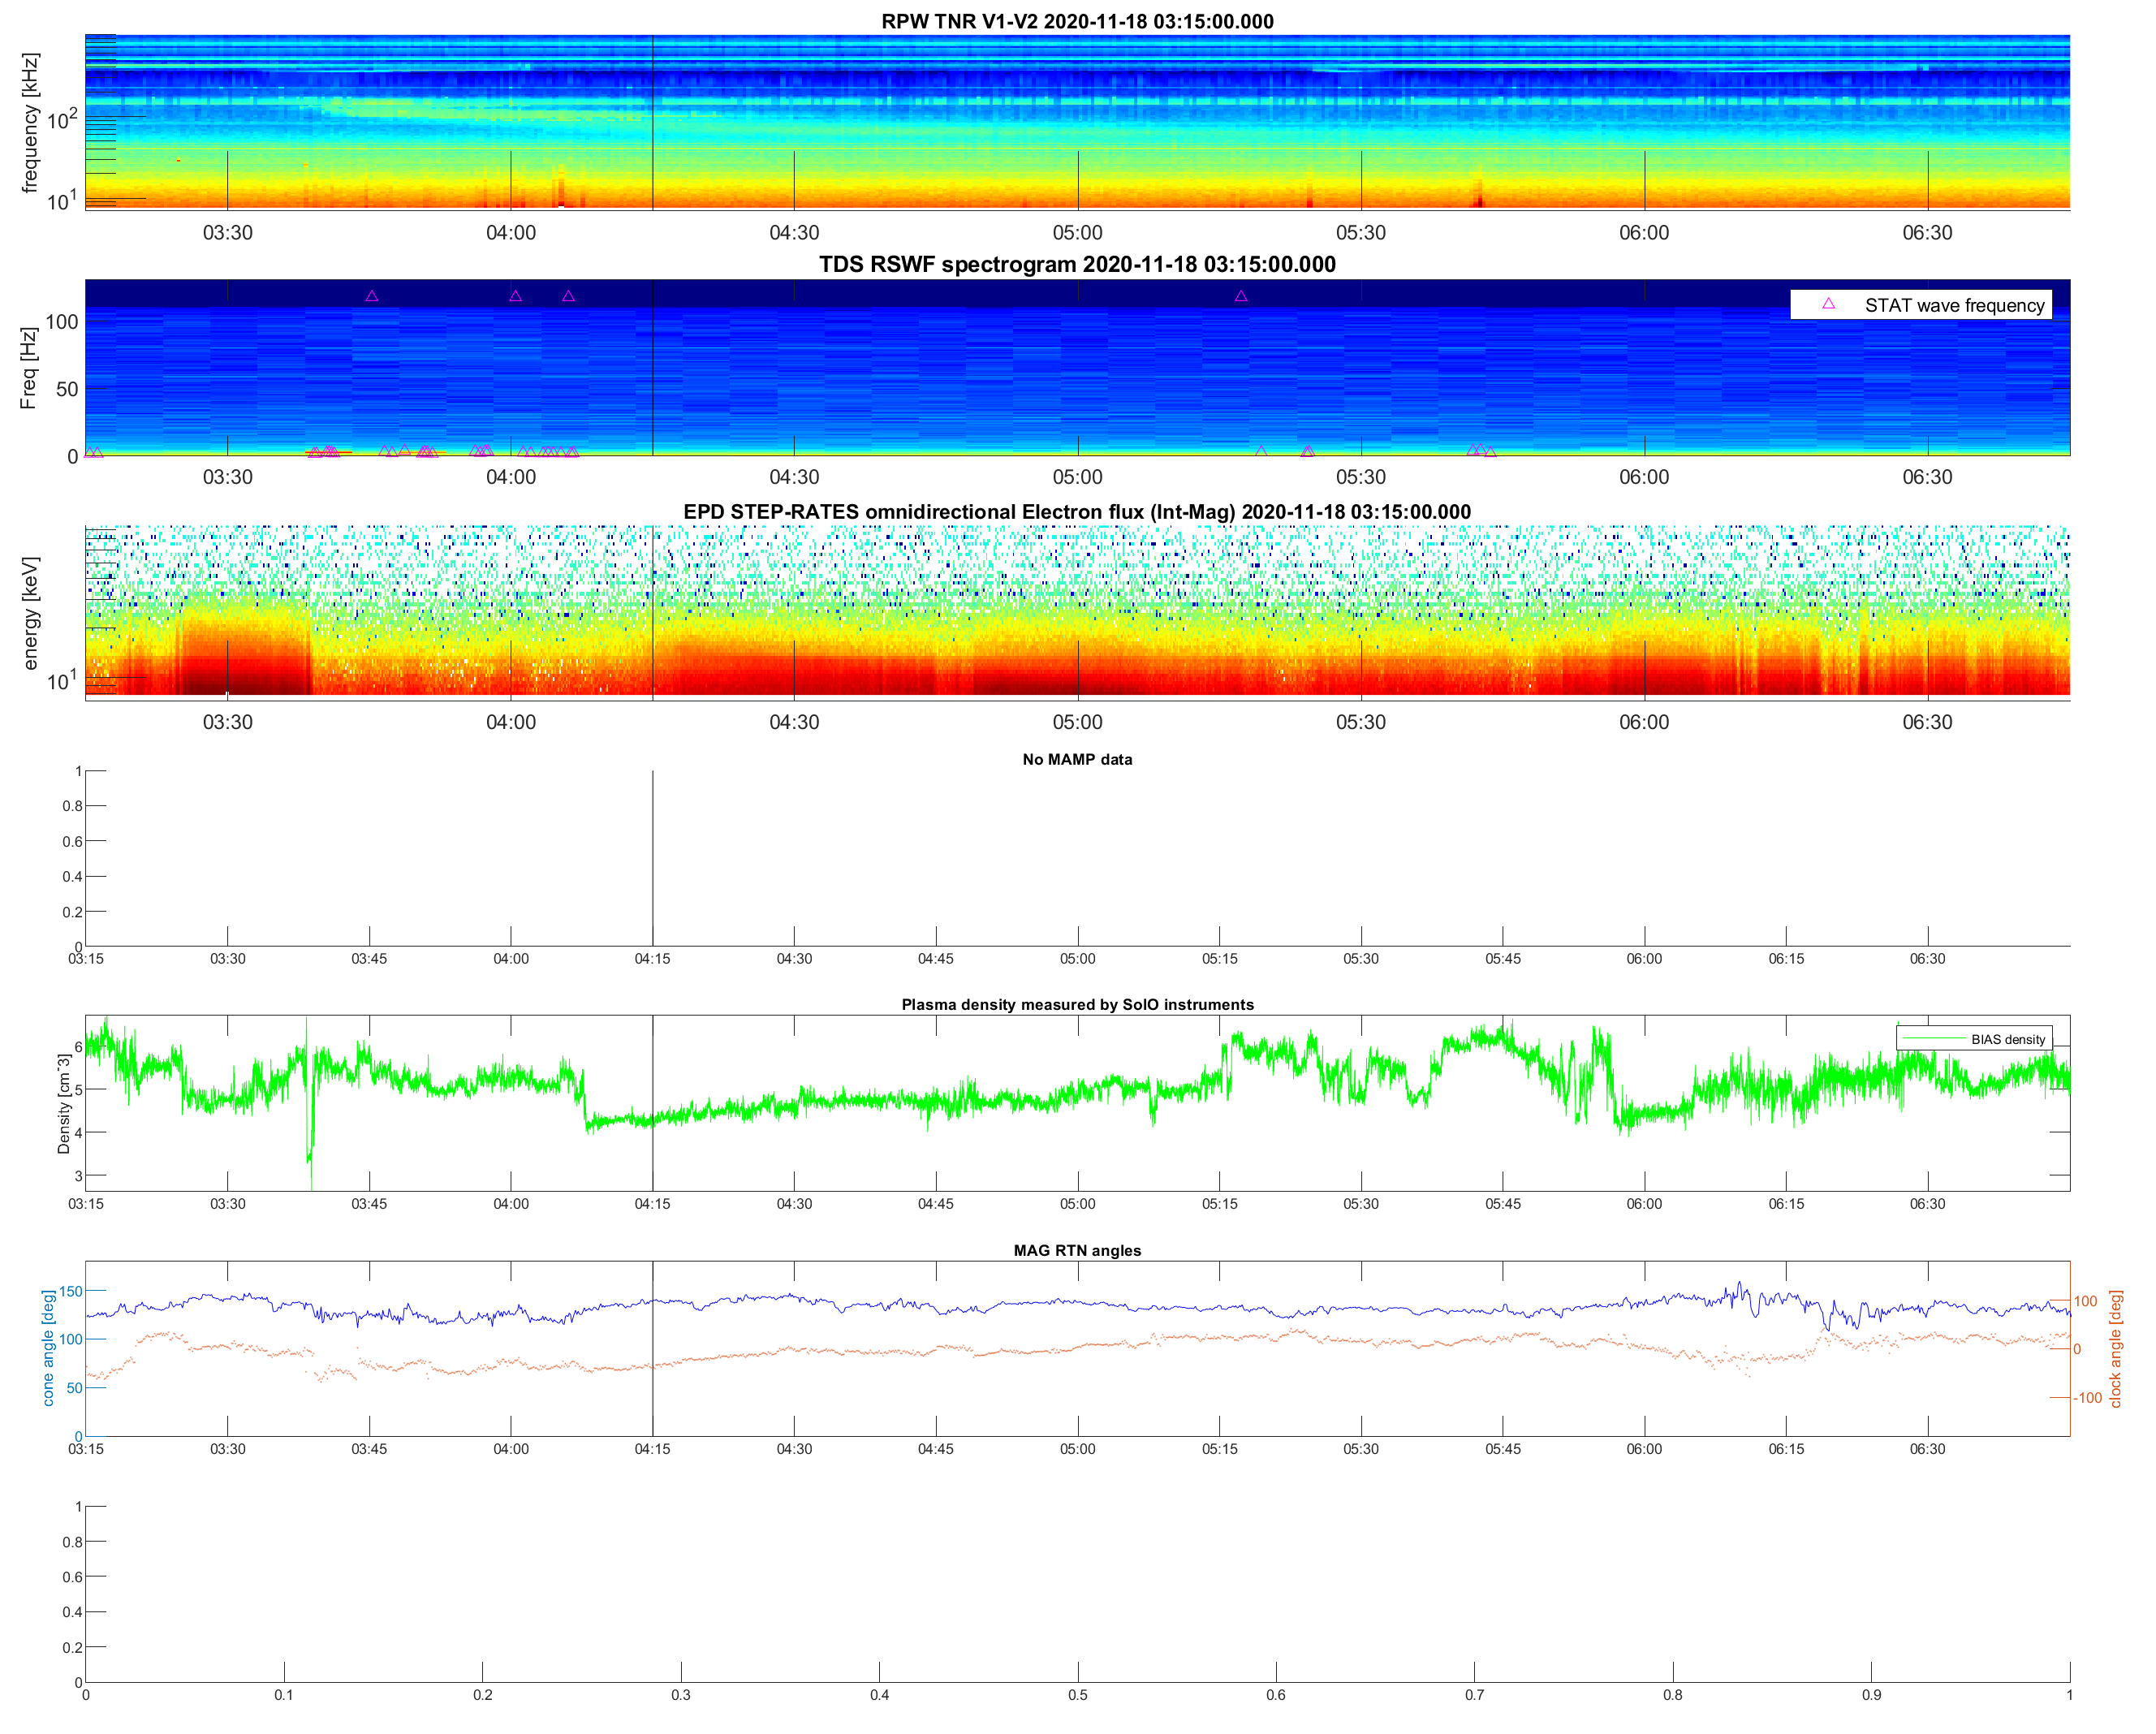 RPW TNR V1-V2 2020-11-18 03:15:00.000
frequency [kHz]
10^2
10^1
03:30 04:00 04:30 05:00 05:30 06:00 06:30
TDS RSWF spectrogram 2020-11-18 03:15:00.000
STAT wave frequency
Freq [Hz]
100
50
0
03:30 04:00 04:30 05:00 05:30 06:00 06:30
EPD STEP-RATES omnidirectional Electron flux (Int-Mag) 2020-11-18 03:15:00.000
energy [keV]
10^1
03:30 04:00 04:30 05:00 05:30 06:00 06:30
No MAMP data
1
0.8
0.6
0.4
0.2
0
03:15 03:30 03:45 04:00 04:15 04:30 04:45 05:00 05:15 05:30 05:45 06:00 06:15 06:30
Plasma density measured by SolO instruments
BIAS density
Density [cm^3]
6
5
4
3
03:15 03:30 03:45 04:00 04:15 04:30 04:45 05:00 05:15 05:30 05:45 06:00 06:15 06:30
MAG RTN angles
cone angle [deg]
150
100
50
0
clock angle [deg]
100
0
-100
03:15 03:30 03:45 04:00 04:15 04:30 04:45 05:00 05:15 05:30 05:45 06:00 06:15 06:30
1
0.8
0.6
0.4
0.2
0
0 0.1 0.2 0.3 0.4 0.5 0.6 0.7 0.8 0.9 1